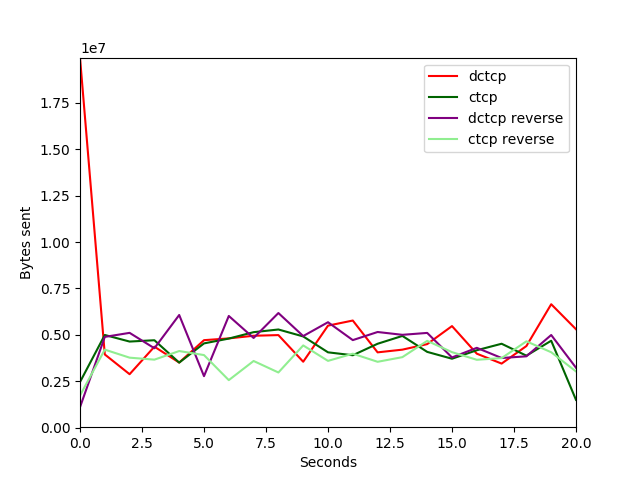 1e7
1.75
1.50
1.25
1.00
0.75
0.50
0.25
0.00
Bytes sent
0.0 2.5 5.0 7.5 10.0 12.5 15.0 17.5 20.0
Seconds
dctcp
ctcp
dctcp reverse
ctcp reverse